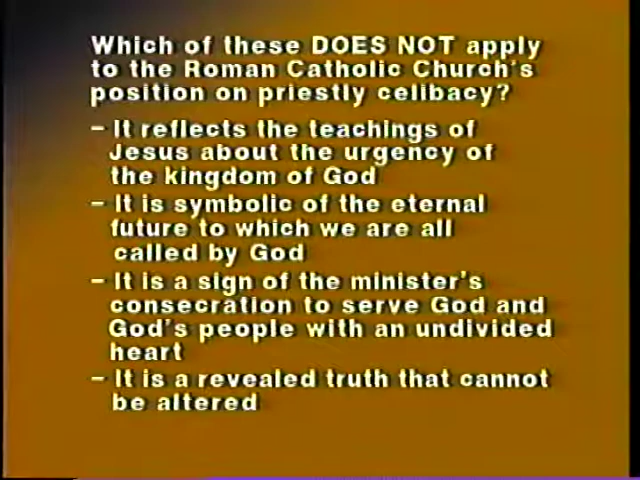 Which of these DOES NOT apply
to the Roman Catholic Church's
position on priestly celibacy?
- It reflects the teachings of
Jesus about the urgency of
the kingdom of God
- It is symbolic of the eternal
future to which we are all
called by God
- It is a sign of the minister's
consecration to serve God and
God's people with an undivided
heart
- It is a revealed truth that cannot
be altered